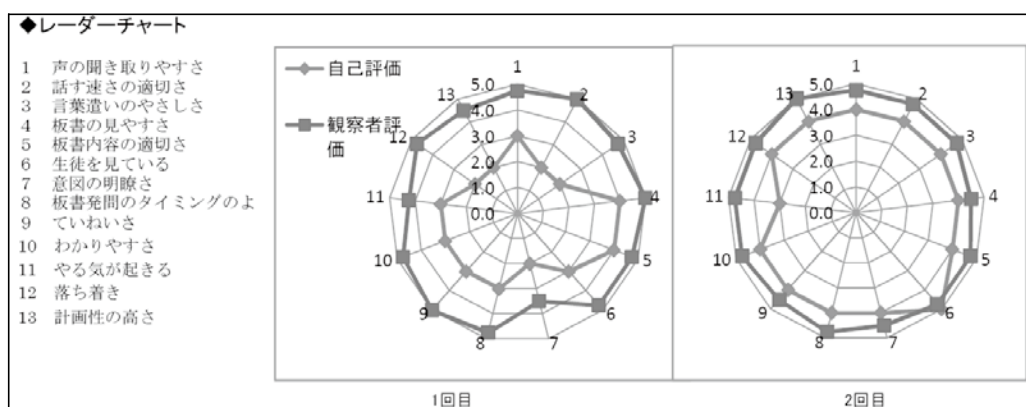 ◆レーダーチャート
1 声の聞き取りやすさ
2 話す速さの適切さ
3 言葉遣いのやさしさ
4 板書の見やすさ
5 板書内容の適切さ
6 生徒を見ている
7 意図の明瞭さ
8 板書発問のタイミングのよ
9 ていねいさ
10 わかりやすさ
11 やる気が起きる
12 落ち着き
13 計画性の高さ
自己評価
観察者評
価
5.0
4.0
3.0
2.0
1.0
0.0
1
2
3
4
5
6
7
8
9
10
11
12
13
1回目
5.0
4.0
3.0
2.0
1.0
0.0
1
2
3
4
5
6
7
8
9
10
11
12
13
2回目